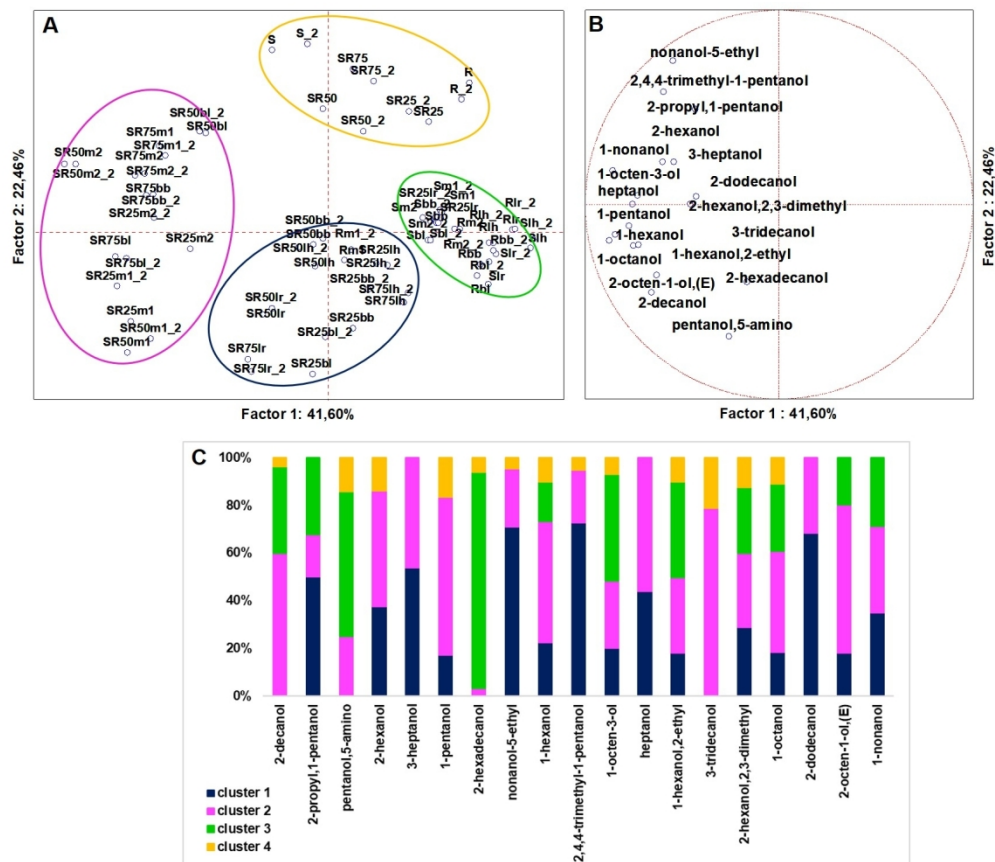 A
S
S_2
SR75
SR75_2
R
R_2
SR50
SR25_2
SR25
SR50_2
SR50bl_2
SR50bl
SR75m1
SR75m1_2
SR50m2
SR75m2
SR50m2_2
SR75m2_2
SR75bb
SR75bb_2
SR25m2_2
SR75bl
SR25m2
SR75bl_2
SR25m1_2
SR25m1
SR50m1_2
SR50m1
SR50bb_2
SR50bb
Rm1_2
SR50lh_2
SR25lh
SR50lh
SR25lh_2
SR25bb_2
SR75lh_2
SR75lh
SR50lr_2
SR50lr
SR25bb
SR25bl_2
SR75lr
SR75lr_2
SR25bl
Sm1_2
SR25lr_2
Sm1
Rlr_2
SR25lr
Rlh_2
Rlr
Slh_2
Rlh
Sbl_2
Rbb_2
Slh
Rm2_2
Slr_2
Rbb
Rbl_2
Slr
Rbl
Factor 2: 22,46%
Factor 1: 41,60%
B
nonanol-5-ethyl
2,4,4-trimethyl-1-pentanol
2-propyl,1-pentanol
2-hexanol
1-nonanol
3-heptanol
1-octen-3-ol
heptanol
2-dodecanol
1-pentanol
2-hexanol,2,3-dimethyl
1-hexanol
3-tridecanol
1-octanol
1-hexanol,2-ethyl
2-octen-1-ol,(E)
2-hexadecanol
2-decanol
pentanol,5-amino
Factor 2 : 22,46%
Factor 1 : 41,60%
C
100%
80%
60%
40%
20%
0%
2-decanol
2-propyl,1-pentanol
pentanol,5-amino
2-hexanol
3-heptanol
1-pentanol
2-hexadecanol
nonanol-5-ethyl
1-hexanol
2,4,4-trimethyl-1-pentanol
1-octen-3-ol
heptanol
1-hexanol,2-ethyl
3-tridecanol
2-hexanol,2,3-dimethyl
1-octanol
2-dodecanol
2-octen-1-ol,(E)
1-nonanol
cluster 1
cluster 2
cluster 3
cluster 4